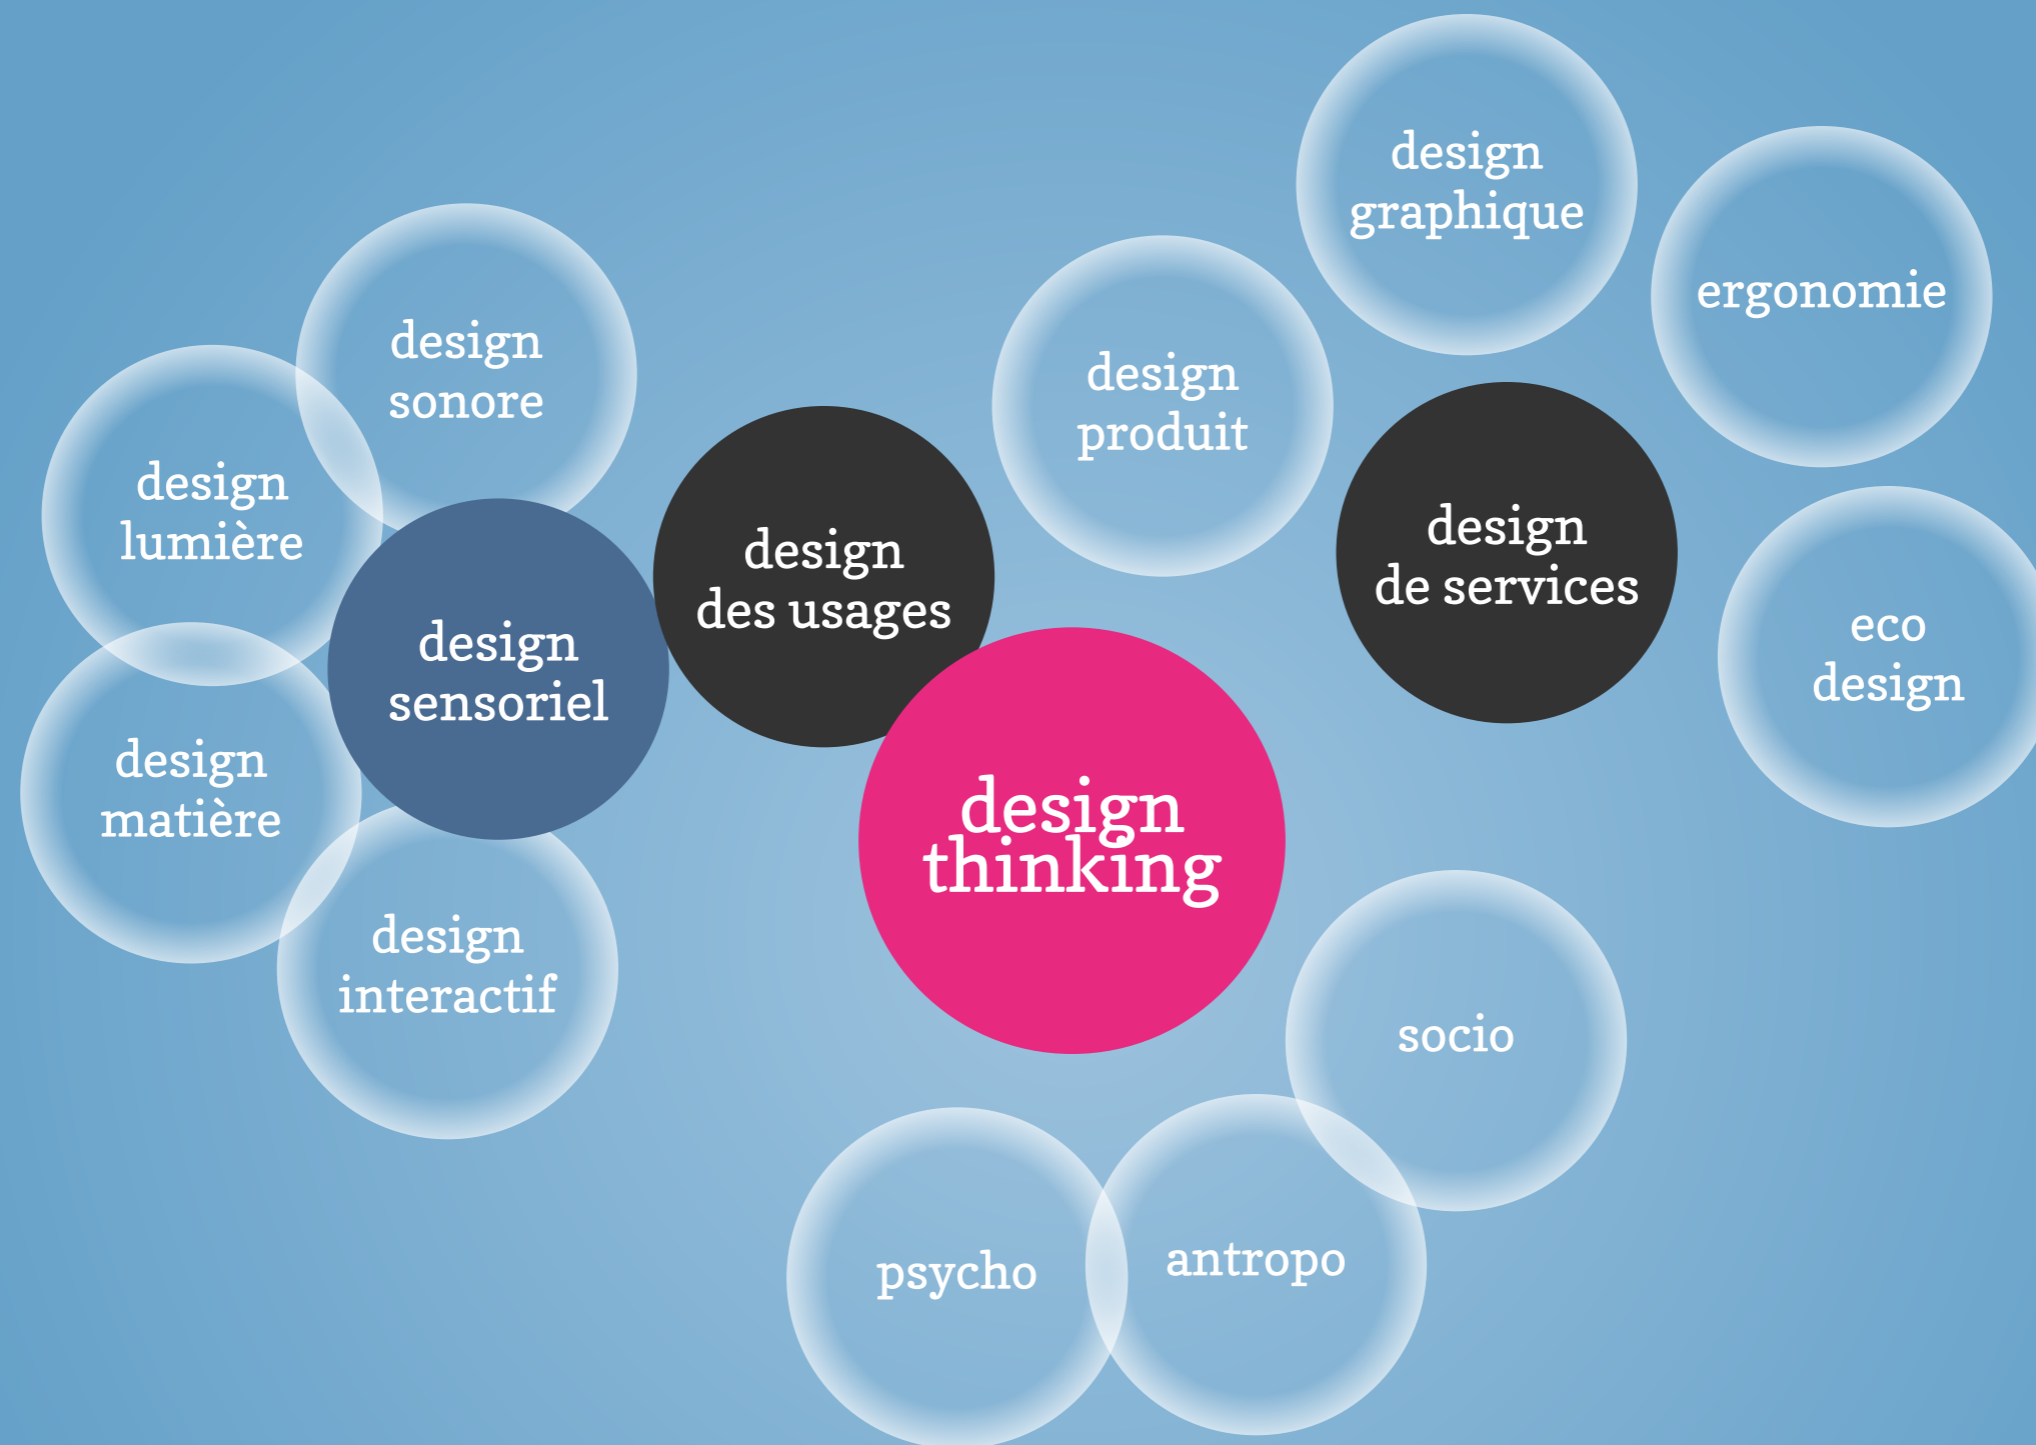 design
graphique
ergonomie
design
sonore
design
produit
design
lumière
design
des usages
design
de services
design
sensoriel
eco
design
design
matière
design
thinking
design
interactif
socio
psycho
antropo